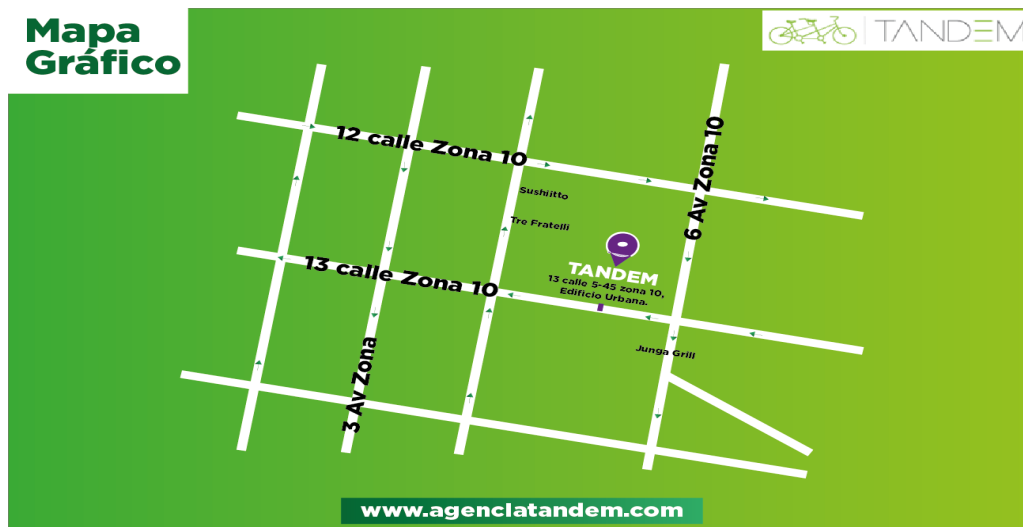 Mapa
Gráfico
TANDEM
12 calle Zona 10
6 Av Zona 10
Sushiitto
Tre Fratelli
13 calle Zona 10
TANDEM
13 calle 5-45 zona 10,
Edificio Urbana.
Junga Grill
3 Av Zona
www.agenclatandem.com